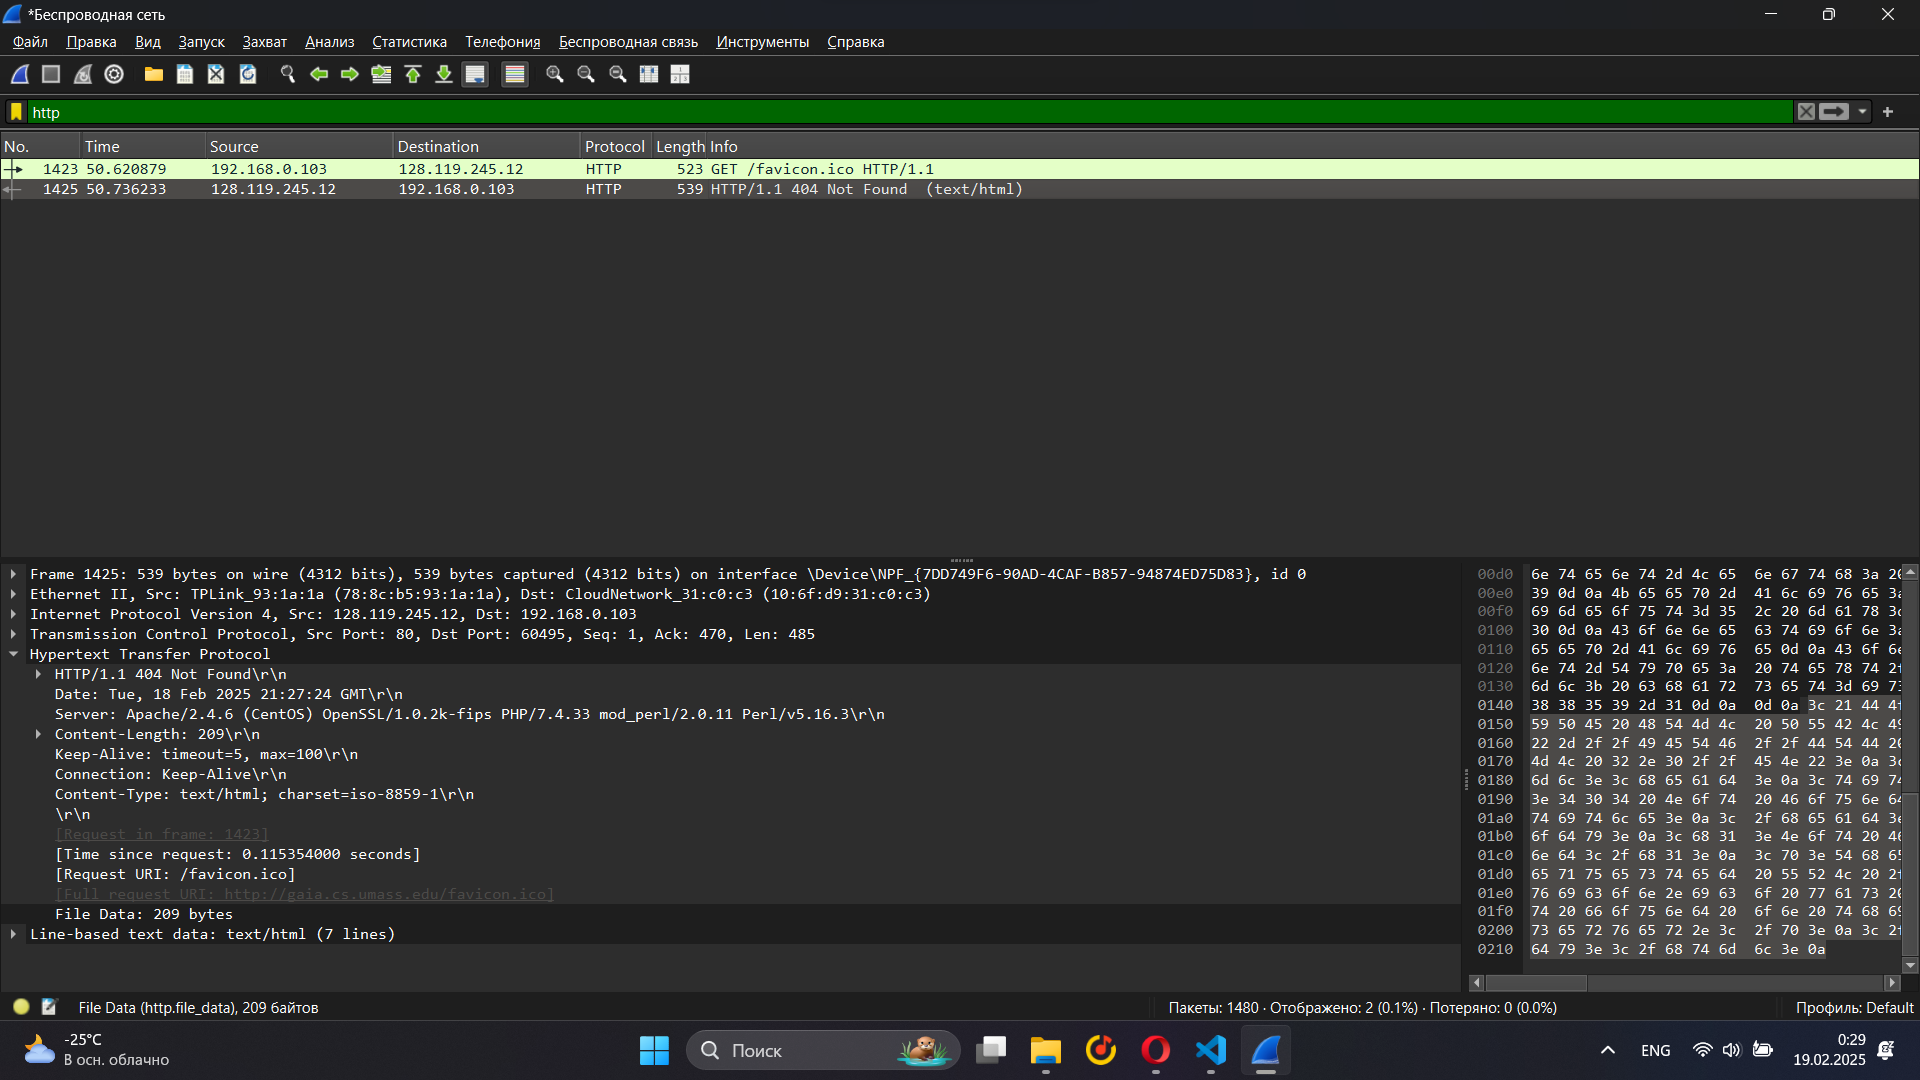 *Беспроводная сеть
Файл Правка Вид Запуск Захват Анализ Статистика Телефония Беспроводная связь Инструменты Справка
http
No. Time Source Destination Protocol Length Info
1423 50.620879 192.168.0.103 128.119.245.12 HTTP 523 GET /favicon.ico HTTP/1.1
1425 50.736233 128.119.245.12 192.168.0.103 HTTP 539 HTTP/1.1 404 Not Found (text/html)
Frame 1425: 539 bytes on wire (4312 bits), 539 bytes captured (4312 bits) on interface \Device\NPF_{7DD749F6-90AD-4CAF-B857-94874ED75D83}, id 0
Ethernet II, Src: TPLink_93:1a:1a (78:8c:b5:93:1a:1a), Dst: CloudNetwork_31:c0:c3 (10:6f:d9:31:c0:c3)
Internet Protocol Version 4, Src: 128.119.245.12, Dst: 192.168.0.103
Transmission Control Protocol, Src Port: 80, Dst Port: 60495, Seq: 1, Ack: 470, Len: 485
Hypertext Transfer Protocol
HTTP/1.1 404 Not Found\r\n
Date: Tue, 18 Feb 2025 21:27:24 GMT\r\n
Server: Apache/2.4.6 (CentOS) OpenSSL/1.0.2k-fips PHP/7.4.33 mod_perl/2.0.11 Perl/v5.16.3\r\n
Content-Length: 209\r\n
Keep-Alive: timeout=5, max=100\r\n
Connection: Keep-Alive\r\n
Content-Type: text/html; charset=iso-8859-1\r\n
\r\n
[Request in frame: 1423]
[Time since request: 0.115354000 seconds]
[Request URI: /favicon.ico]
[Full request URI: http://gaia.cs.umass.edu/favicon.ico]
File Data: 209 bytes
Line-based text data: text/html (7 lines)
00d0 6e 74 65 6e 74 2d 4c 65 6e 67 74 68 3a 20
00e0 39 0d 0a 4b 65 65 70 2d 41 6c 69 76 65 3a
00f0 69 6d 65 6f 75 74 3d 35 2c 20 6d 61 78 3d
0100 30 0d 0a 43 6f 6e 6e 65 63 74 69 6f 6e 3a
0110 65 65 70 2d 41 6c 69 76 65 0d 0a 43 6f 6e
0120 6e 74 2d 54 79 70 65 3a 20 74 65 78 74 2f
0130 6d 6c 3b 20 63 68 61 72 73 65 74 3d 69 73
0140 38 38 35 39 2d 31 0d 0a 0d 0a 3c 21 44 4f
0150 59 50 45 20 48 54 4d 4c 20 50 55 42 4c 49
0160 22 2d 2f 2f 49 45 54 46 2f 2f 44 54 44 20
0170 4d 4c 20 32 2e 30 2f 2f 45 4e 22 3e 0a 3c
0180 6d 6c 3e 3c 68 65 61 64 3e 0a 3c 74 69 74
0190 3e 34 30 34 20 4e 6f 74 20 46 6f 75 6e 64
01a0 74 69 74 6c 65 3e 0a 3c 2f 68 65 61 64 3e
01b0 6f 64 79 3e 0a 3c 68 31 3e 4e 6f 74 20 46
01c0 6e 64 3c 2f 68 31 3e 0a 3c 70 3e 54 68 65
01d0 65 71 75 65 73 74 65 64 20 55 52 4c 20 2f
01e0 76 69 63 6f 6e 2e 69 63 6f 20 77 61 73 20
01f0 74 20 66 6f 75 6e 64 20 6f 6e 20 74 68 69
0200 73 65 72 76 65 72 2e 3c 2f 70 3e 0a 3c 2f
0210 64 79 3e 3c 2f 68 74 6d 6c 3e 0a
File Data (http.file_data), 209 байтов
Пакеты: 1480 · Отображено: 2 (0.1%) · Потеряно: 0 (0.0%)
Профиль: Default
-25°C
В осн. облачно
Поиск
ENG
0:29
19.02.2025